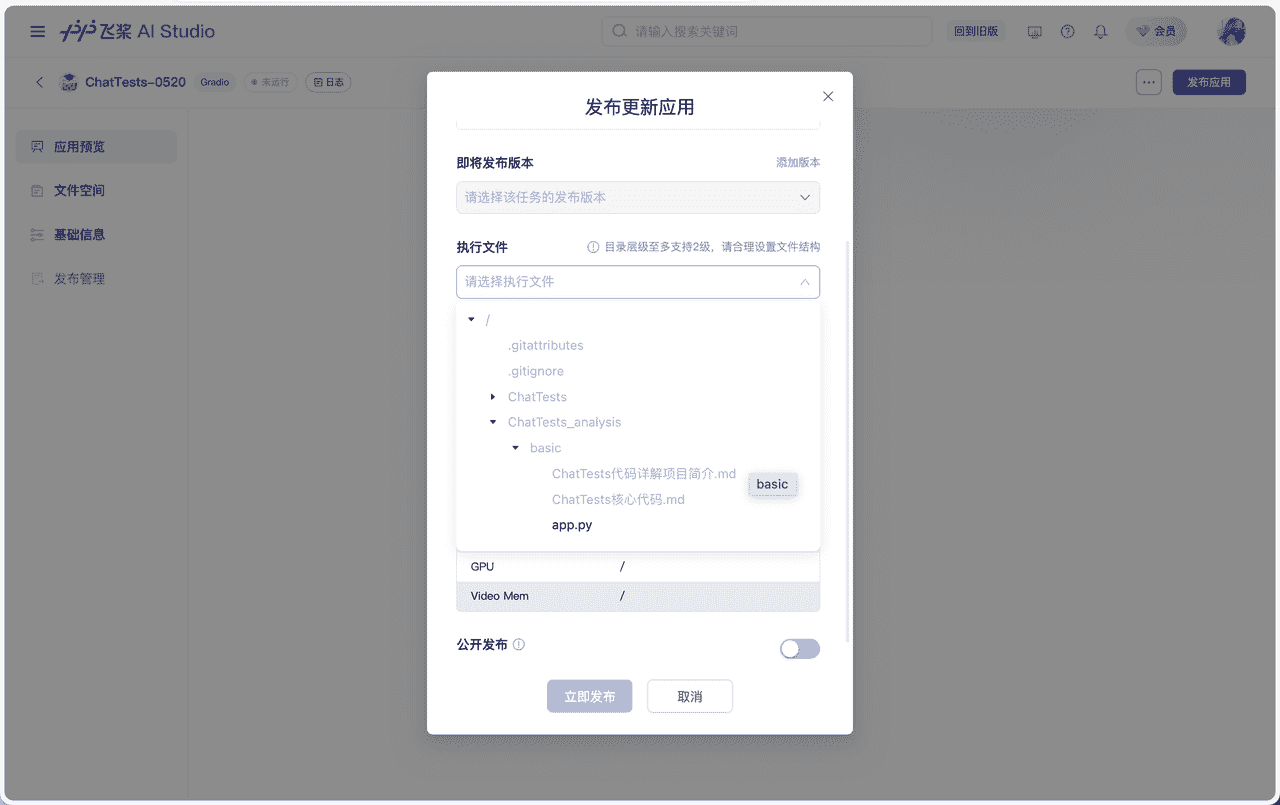 飞桨 AI Studio
请输入搜索关键词
回到旧版
会员
ChatTests-0520
Gradio
未运行
日志
发布应用
应用预览
文件空间
基础信息
发布管理
发布更新应用
即将发布版本
添加版本
请选择该任务的发布版本
执行文件
目录层级至多支持2级，请合理设置文件结构
请选择执行文件
/
.gitattributes
.gitignore
ChatTests
ChatTests_analysis
basic
ChatTests代码详解项目简介.md
basic
ChatTests核心代码.md
app.py
GPU /
Video Mem /
公开发布
立即发布
取消